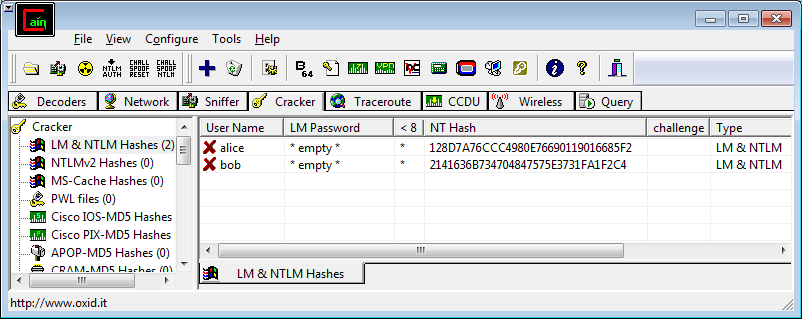 Cain
File View Configure Tools Help
NTLM AUTH
CHALL SPOOF RESET
CHALL SPOOF NTLM
B 64
Decoders Network Sniffer Cracker Traceroute CCDU Wireless Query
Cracker
LM & NTLM Hashes (2)
NTLMv2 Hashes (0)
MS-Cache Hashes (0)
PWL files (0)
Cisco IOS-MD5 Hashes
Cisco PIX-MD5 Hashes
APOP-MD5 Hashes (0)
CRAM-MD5 Hashes (0)
User Name LM Password < 8 NT Hash challenge Type
alice * empty * * 128D7A76CCC4980E76690119016685F2 LM & NTLM
bob * empty * * 2141636B734704847575E3731FA1F2C4 LM & NTLM
LM & NTLM Hashes
http://www.oxid.it